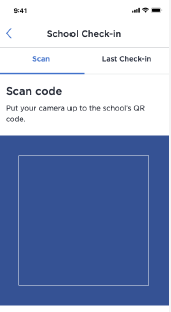 9:41
School Check-in
Scan
Last Check-in
Scan code
Put your camera up to the school's QR
code.